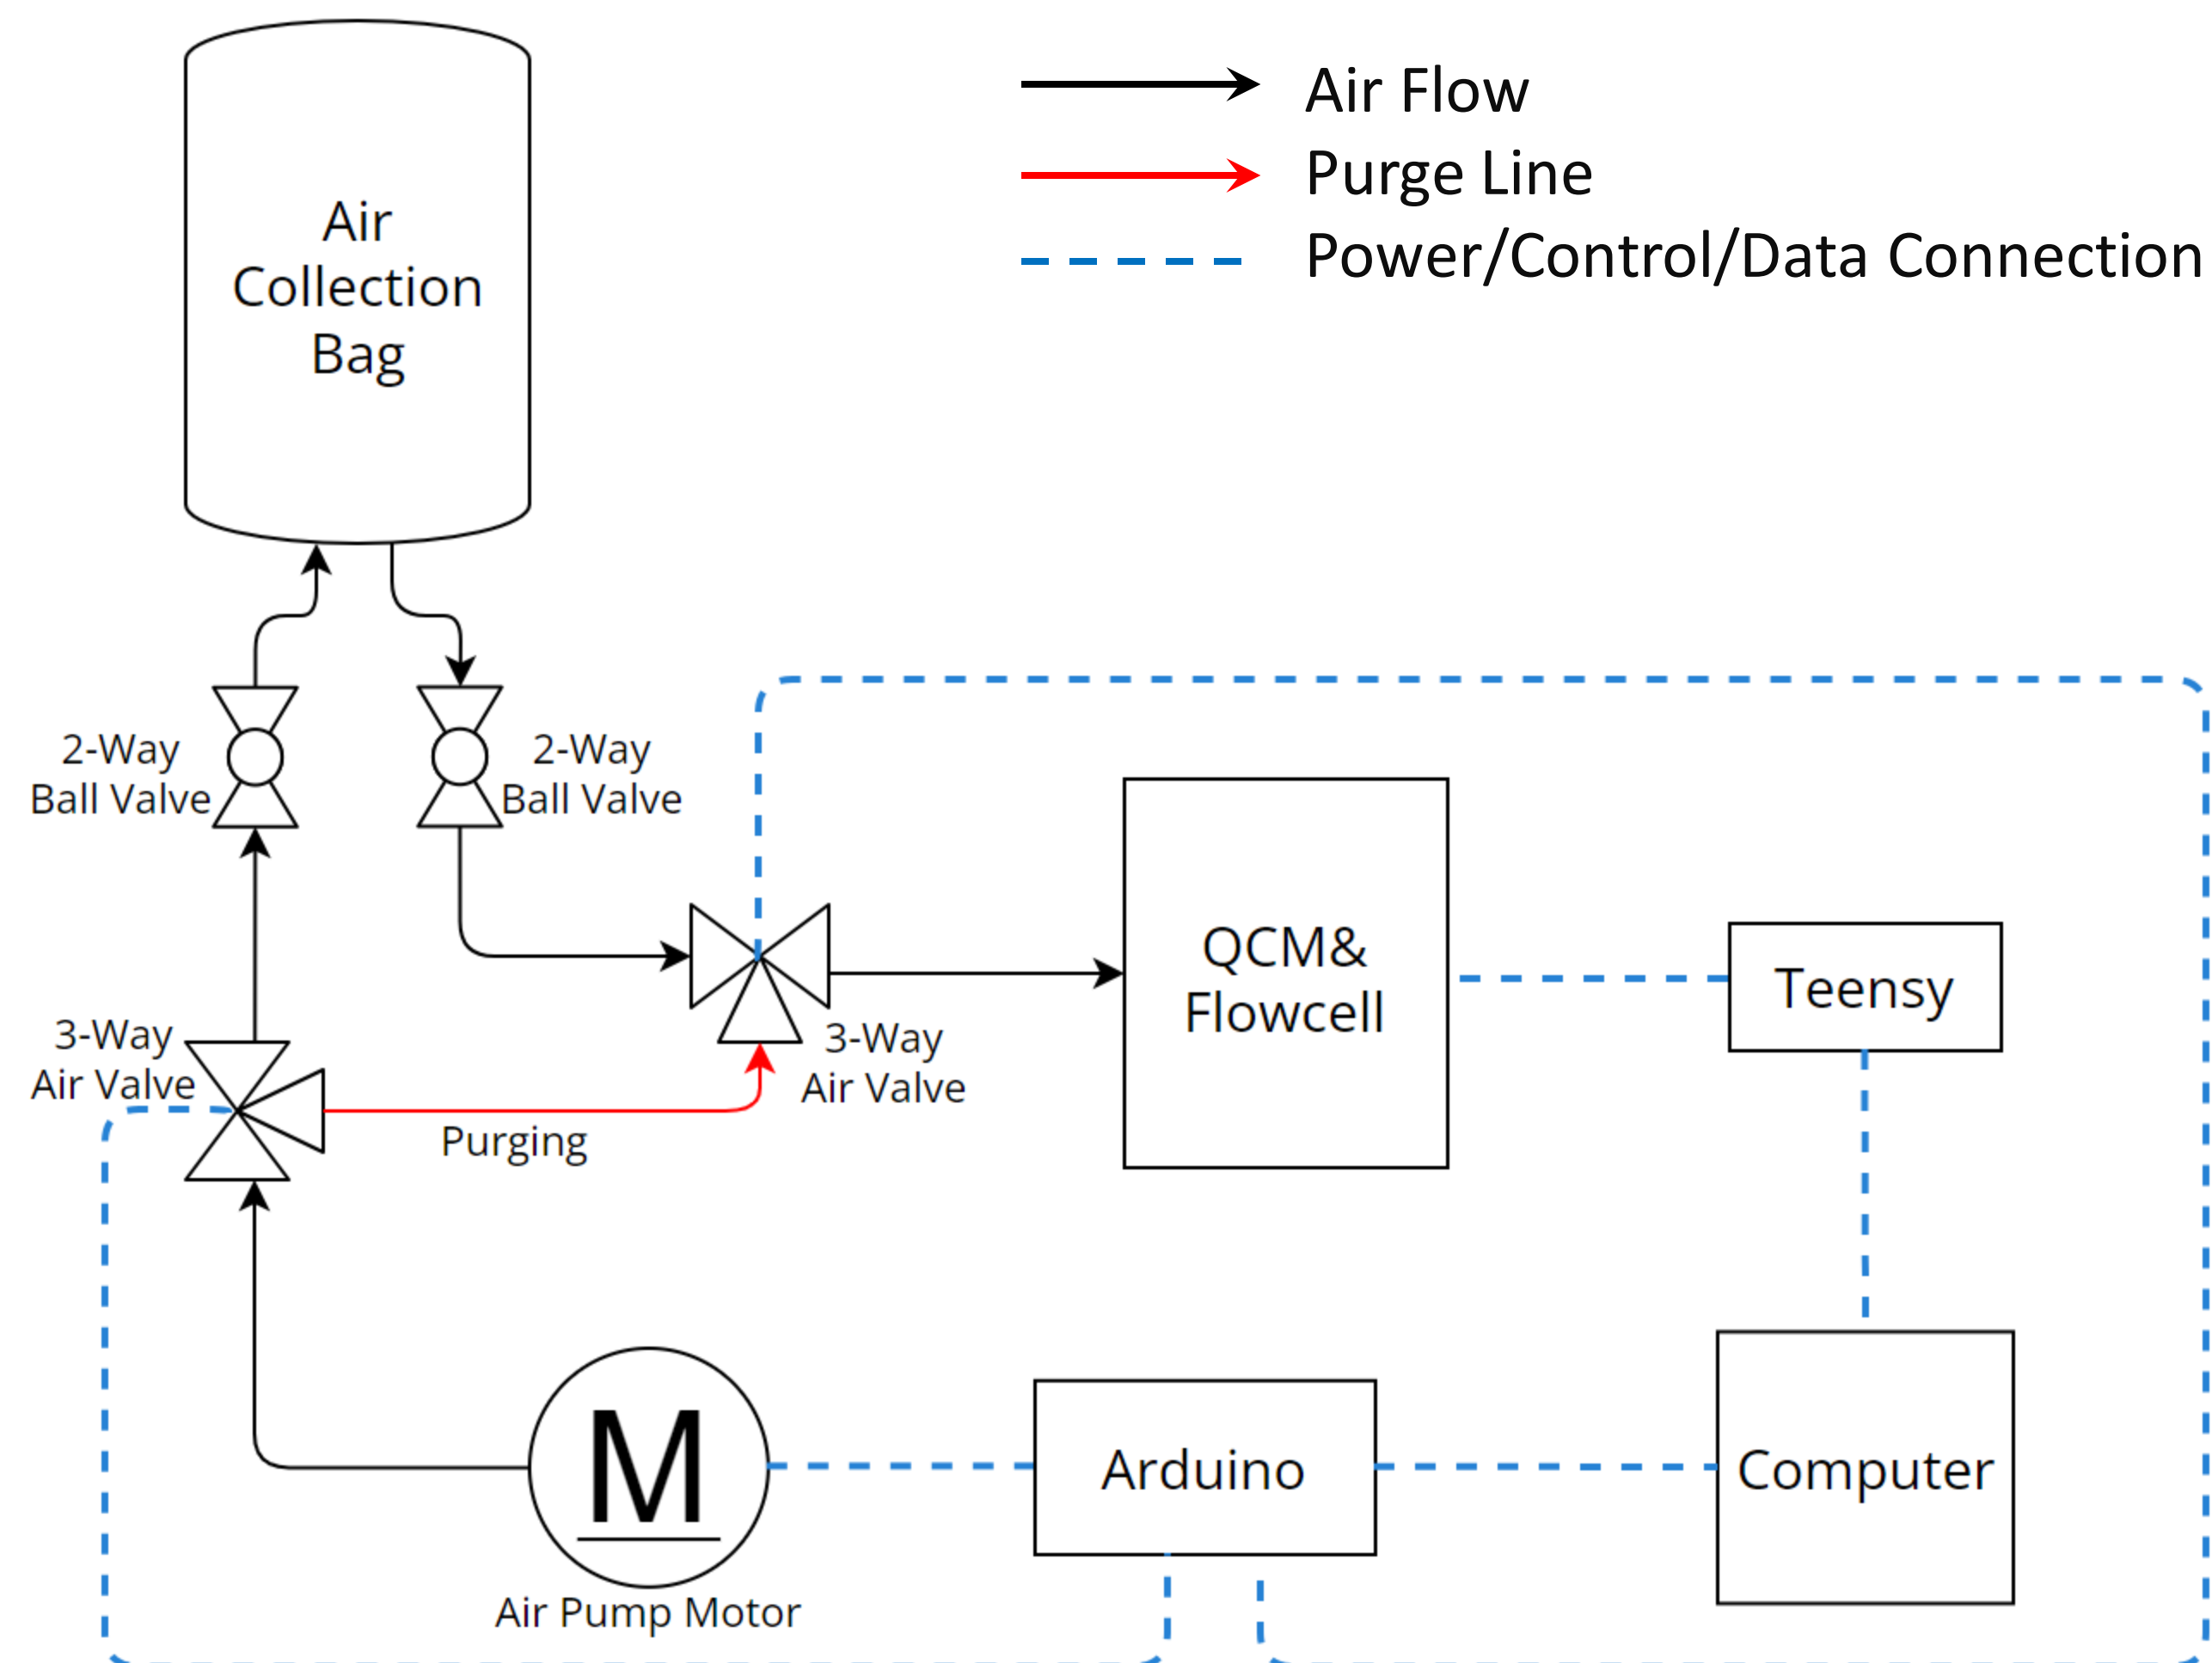 Air Flow
Purge Line
Power/Control/Data Connection
Air
Collection
Bag
2-Way
Ball Valve
2-Way
Ball Valve
QCM&
Flowcell
Teensy
3-Way
Air Valve
3-Way
Air Valve
Purging
M
Air Pump Motor
Arduino
Computer